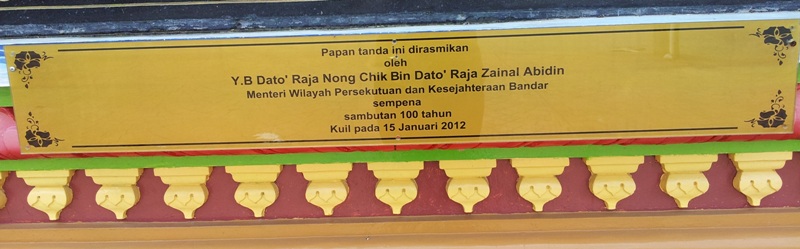 Papan tanda ini dirasmikan
oleh
Y.B Dato' Raja Nong Chik Bin Dato' Raja Zainal Abidin
Menteri Wilayah Persekutuan dan Kesejahteraan Bandar
sempena
sambutan 100 tahun
Kuil pada 15 Januari 2012